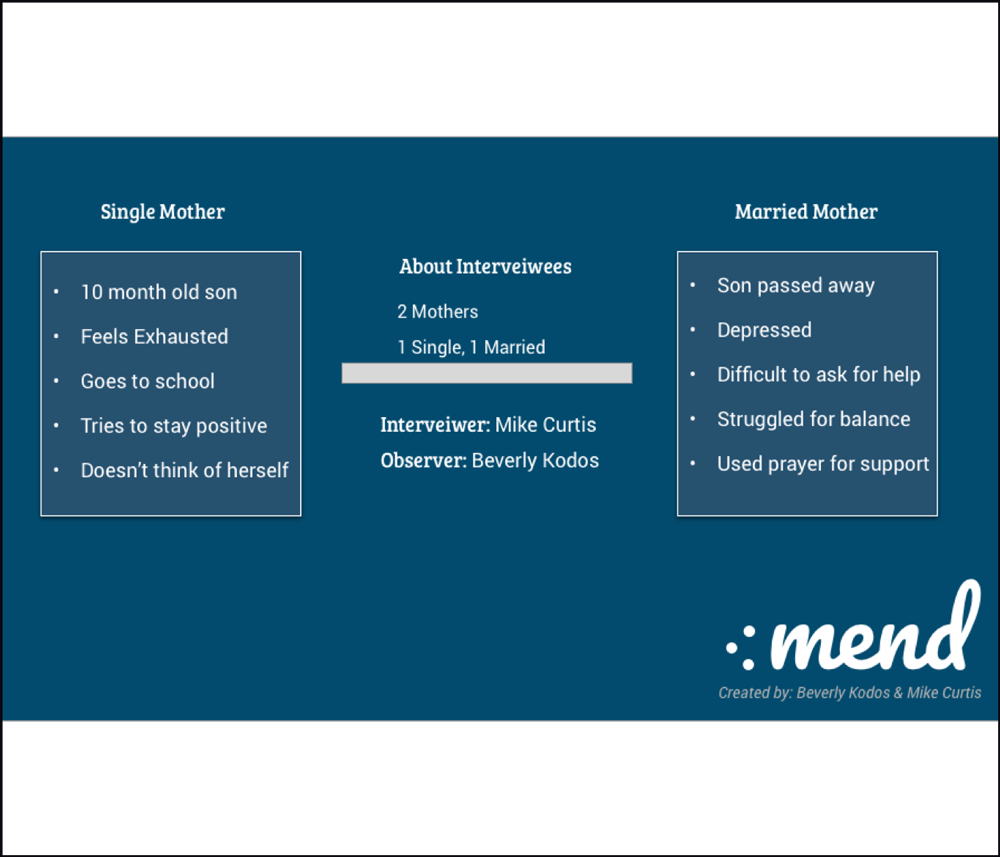 Single Mother
• 10 month old son
• Feels Exhausted
• Goes to school
• Tries to stay positive
• Doesn’t think of herself
About Interveiwees
2 Mothers
1 Single, 1 Married
Interveiwer: Mike Curtis
Observer: Beverly Kodos
Married Mother
• Son passed away
• Depressed
• Difficult to ask for help
• Struggled for balance
• Used prayer for support
mend
Created by: Beverly Kodos & Mike Curtis